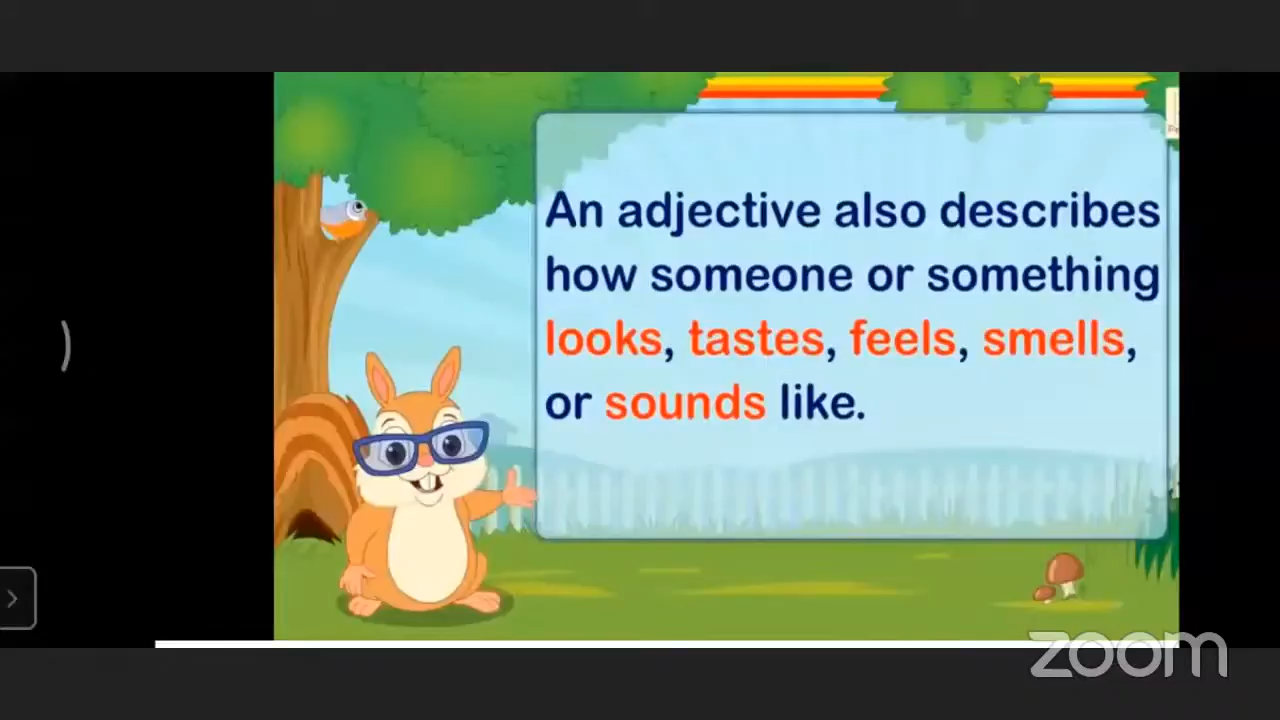 An adjective also describes
how someone or something
looks, tastes, feels, smells,
or sounds like.
zoom